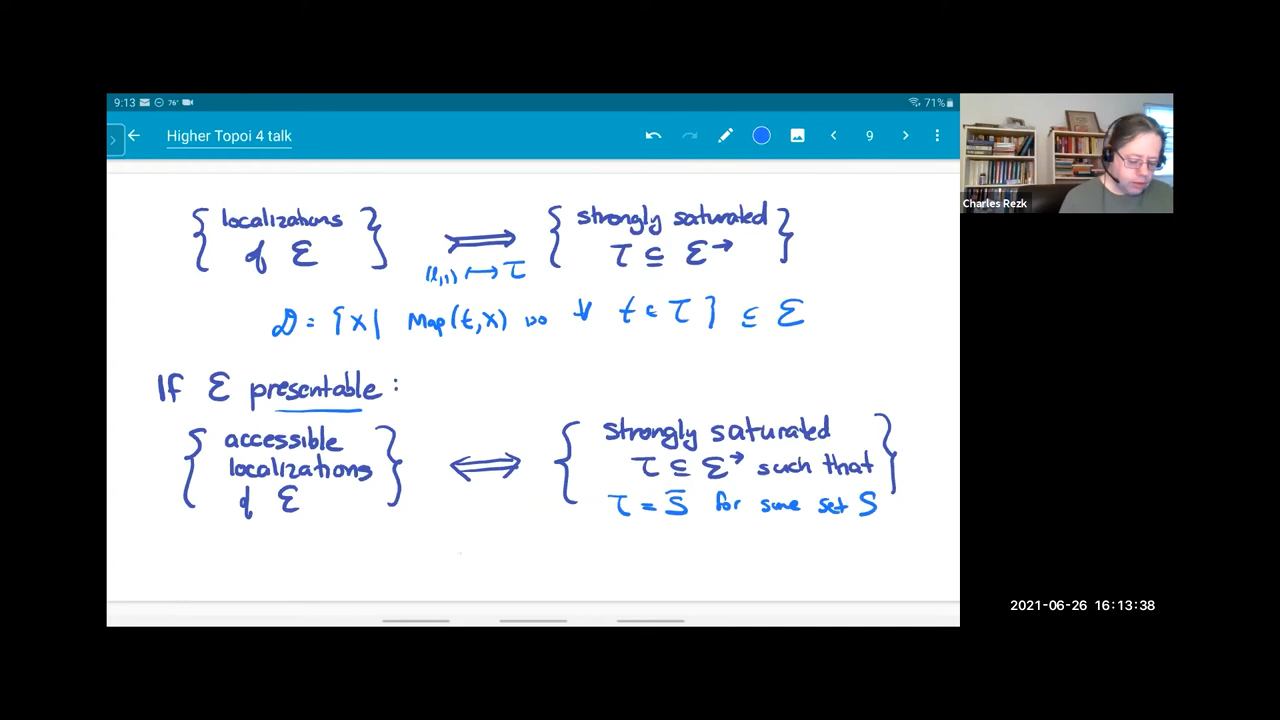 9:13 76° 71%
Higher Topoi 4 talk 9
Charles Rezk
{ localizations of ℰ } ⟹ { strongly saturated τ ⊆ ℰ→ }
(ℓ,i) ↦ τ
𝒟 = { X | Map(t,X) iso ∀ t ∈ τ } ⊆ ℰ
If ℰ presentable :
{ accessible localizations of ℰ } ⟺ { strongly saturated τ ⊆ ℰ→ such that τ = S̄ for some set S }
2021-06-26 16:13:38